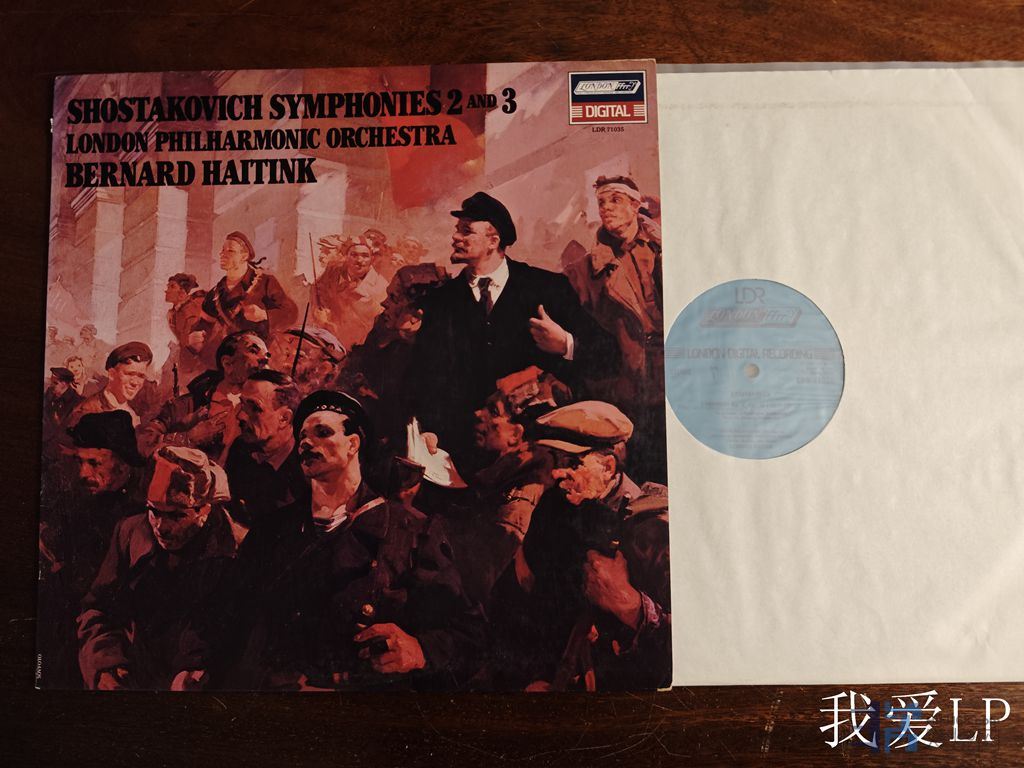 SHOSTAKOVICH SYMPHONIES 2 AND 3
LONDON PHILHARMONIC ORCHESTRA
BERNARD HAITINK
LONDON ffrr
DIGITAL
LDR 71035
LDR
LONDON ffrr
LONDON DIGITAL RECORDING
我爱LP